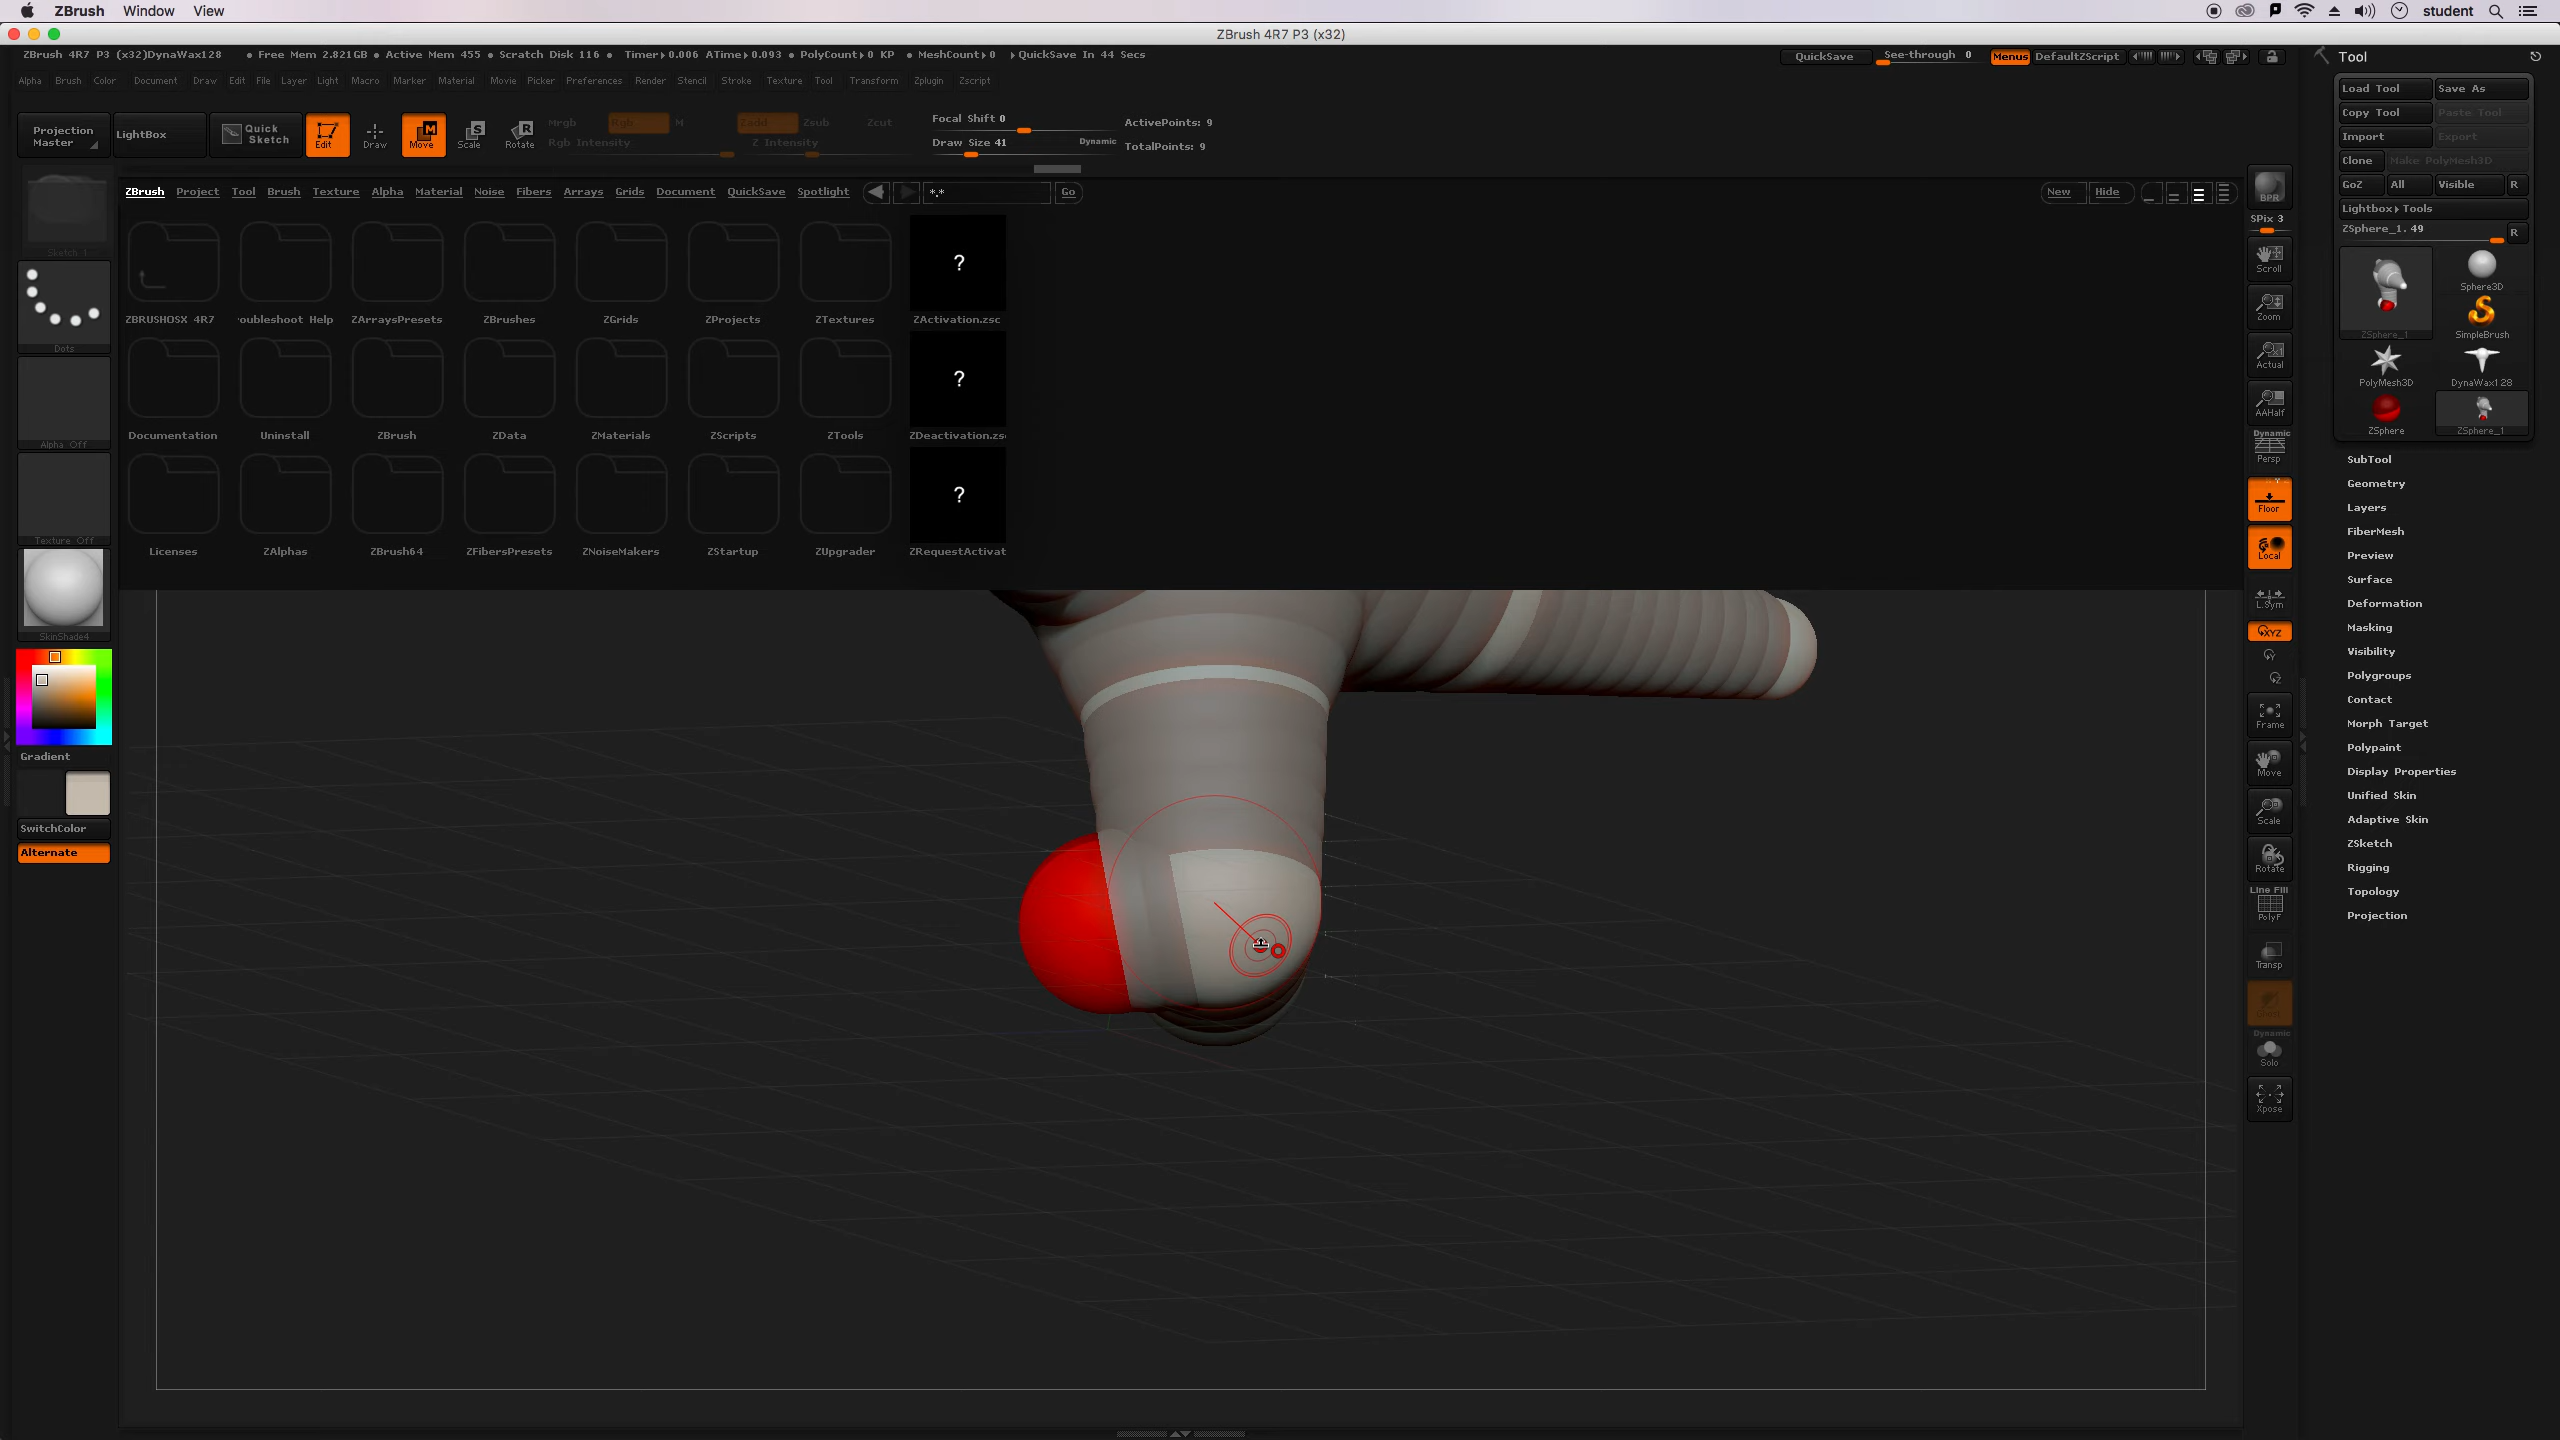 ZBrush Window View student
ZBrush 4R7 P3 (x32)
ZBrush 4R7 P3 (x32)DynaWax128 • Free Mem 2.821GB • Active Mem 455 • Scratch Disk 116 • Timer▸0.006 ATime▸0.093 • PolyCount▸0 KP • MeshCount▸0 ▸QuickSave In 44 Secs QuickSave See-through 0 Menus DefaultZScript
Alpha Brush Color Document Draw Edit File Layer Light Macro Marker Material Movie Picker Preferences Render Stencil Stroke Texture Tool Transform Zplugin Zscript
Projection Master LightBox Quick Sketch Edit Draw Move Scale Rotate
Mrgb Rgb M Zadd Zsub Zcut
Rgb Intensity Z Intensity
Focal Shift 0
Draw Size 41 Dynamic
ActivePoints: 9
TotalPoints: 9
ZBrush Project Tool Brush Texture Alpha Material Noise Fibers Arrays Grids Document QuickSave Spotlight *.* Go New Hide
?
ZBRUSHOSX 4R7 oubleshoot Help ZArraysPresets ZBrushes ZGrids ZProjects ZTextures ZActivation.zsc
?
Documentation Uninstall ZBrush ZData ZMaterials ZScripts ZTools ZDeactivation.zs
?
Licenses ZAlphas ZBrush64 ZFibersPresets ZNoiseMakers ZStartup ZUpgrader ZRequestActivat
Sketch 1
Dots
Alpha Off
Texture Off
SkinShade4
Gradient
SwitchColor
Alternate
BPR
SPix 3
Scroll
Zoom
Actual
AAHalf
Dynamic
Persp
Floor
Local
L.Sym
XYZ
Y
Z
Frame
Move
Scale
Rotate
Line Fill
PolyF
Transp
Ghost
Dynamic
Solo
Xpose
Tool
Load Tool Save As
Copy Tool Paste Tool
Import Export
Clone Make PolyMesh3D
GoZ All Visible R
Lightbox▸Tools
ZSphere_1. 49 R
Sphere3D
ZSphere_1 SimpleBrush
PolyMesh3D DynaWax128
ZSphere ZSphere_1
SubTool
Geometry
Layers
FiberMesh
Preview
Surface
Deformation
Masking
Visibility
Polygroups
Contact
Morph Target
Polypaint
Display Properties
Unified Skin
Adaptive Skin
ZSketch
Rigging
Topology
Projection